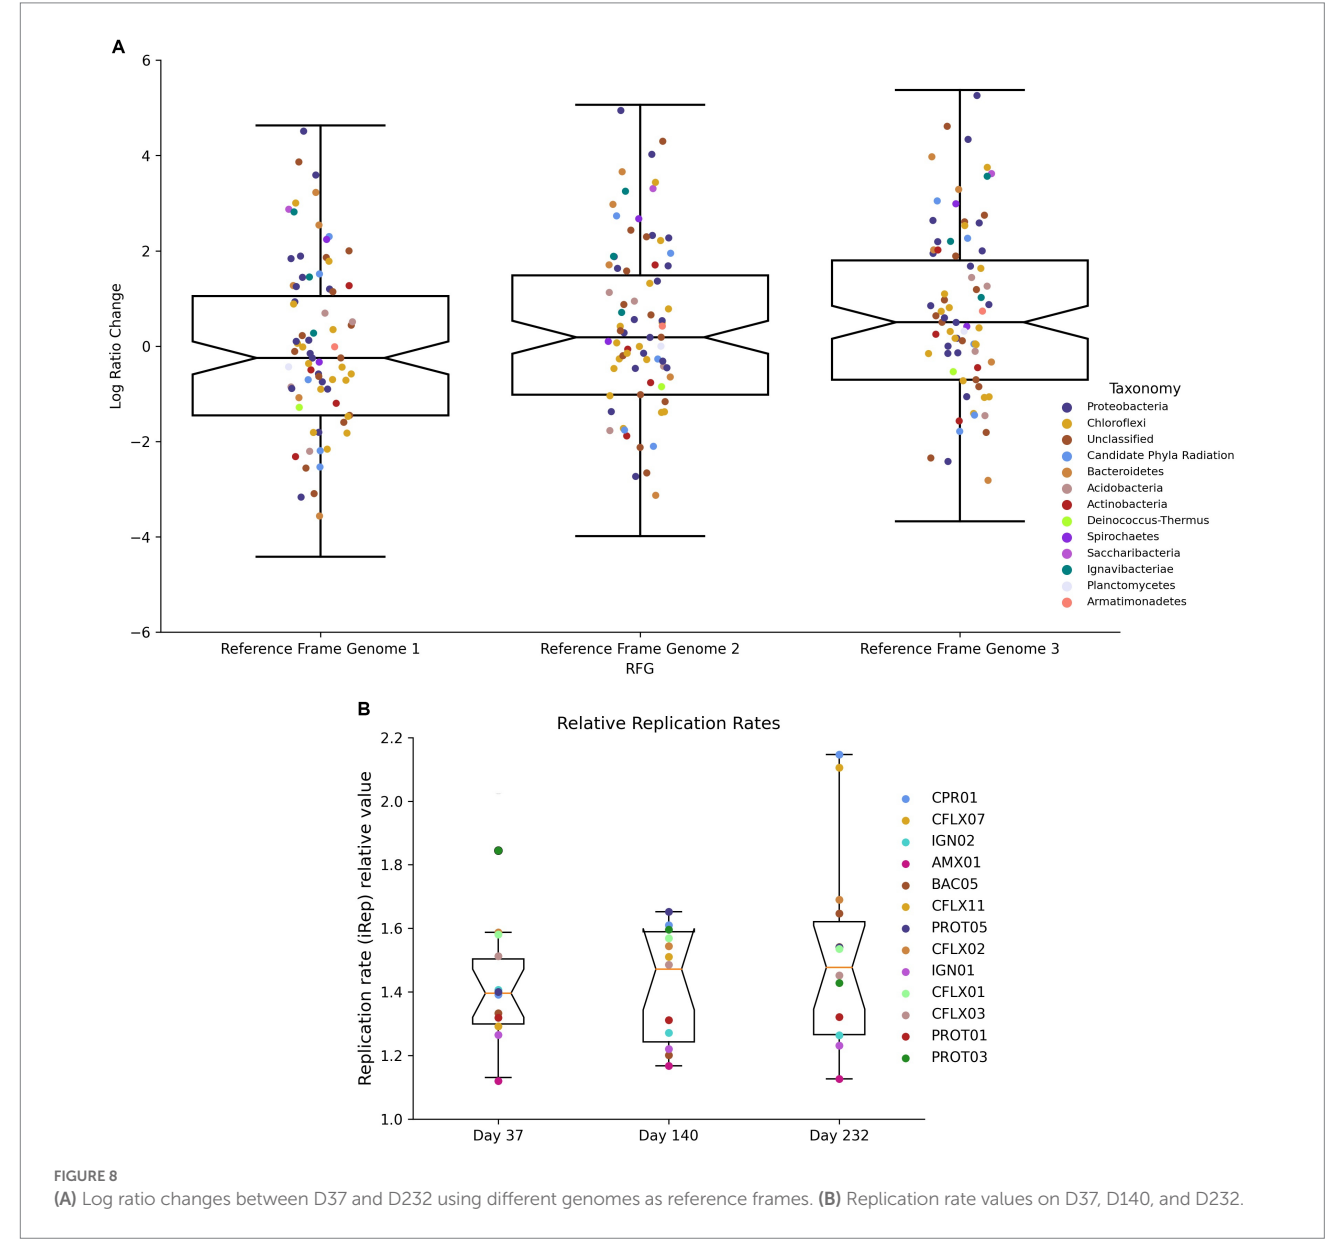 A
6
4
2
0
−2
−4
−6
Log Ratio Change
Reference Frame Genome 1
Reference Frame Genome 2
Reference Frame Genome 3
RFG
Taxonomy
Proteobacteria
Chloroflexi
Unclassified
Candidate Phyla Radiation
Bacteroidetes
Acidobacteria
Actinobacteria
Deinococcus-Thermus
Spirochaetes
Saccharibacteria
Ignavibacteriae
Planctomycetes
Armatimonadetes
B
Relative Replication Rates
2.2
2.0
1.8
1.6
1.4
1.2
1.0
Replication rate (iRep) relative value
Day 37
Day 140
Day 232
CPR01
CFLX07
IGN02
AMX01
BAC05
CFLX11
PROT05
CFLX02
IGN01
CFLX01
CFLX03
PROT01
PROT03
FIGURE 8
(A) Log ratio changes between D37 and D232 using different genomes as reference frames. (B) Replication rate values on D37, D140, and D232.